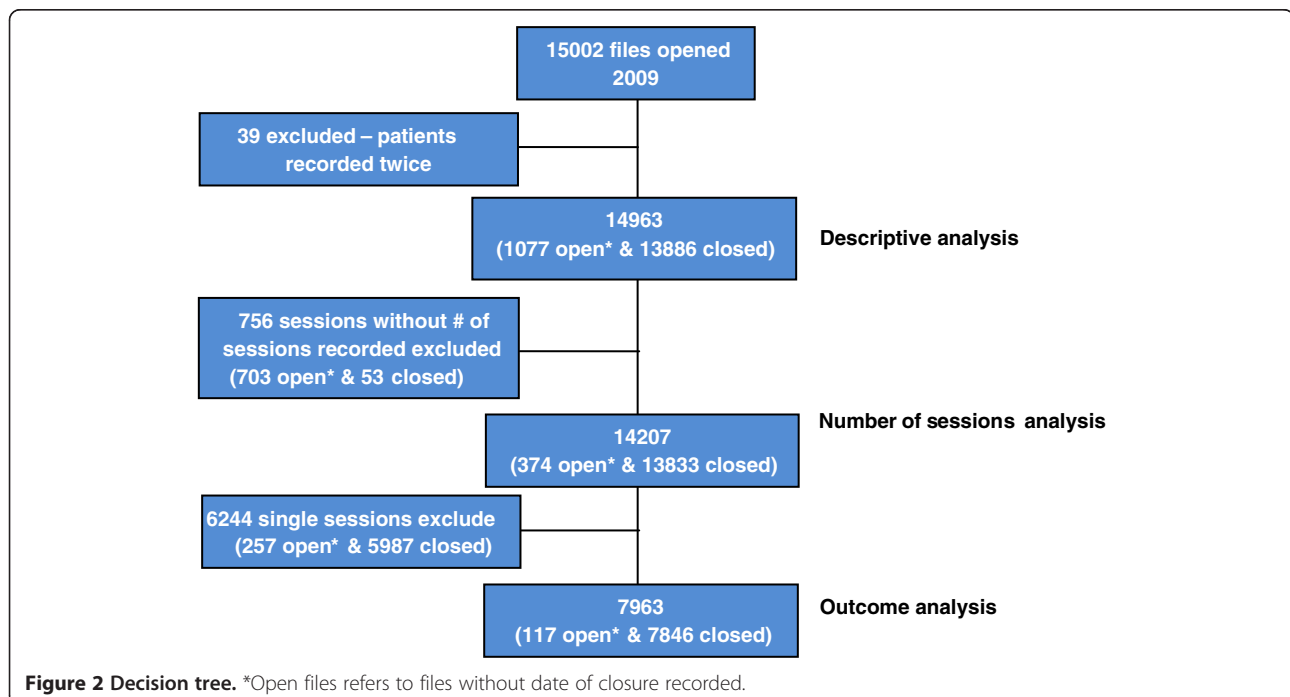 15002 files opened
2009
39 excluded – patients
recorded twice
14963
(1077 open* & 13886 closed)
Descriptive analysis
756 sessions without # of
sessions recorded excluded
(703 open* & 53 closed)
14207
(374 open* & 13833 closed)
Number of sessions analysis
6244 single sessions exclude
(257 open* & 5987 closed)
7963
(117 open* & 7846 closed)
Outcome analysis
Figure 2 Decision tree. *Open files refers to files without date of closure recorded.